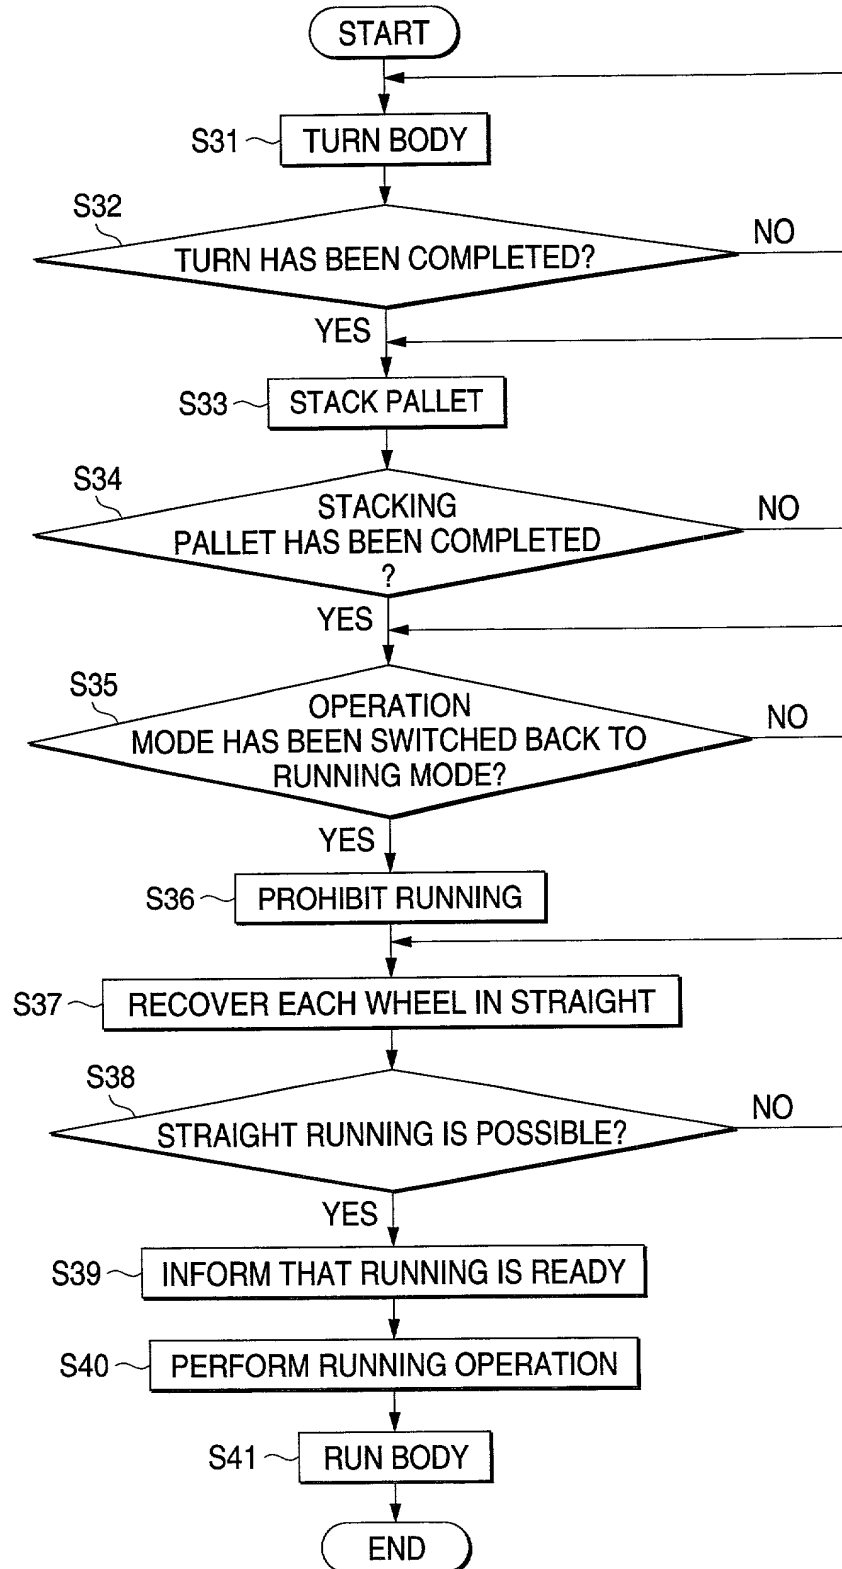 START
S31
TURN BODY
S32
TURN HAS BEEN COMPLETED?
NO
YES
S33
STACK PALLET
S34
STACKING
PALLET HAS BEEN COMPLETED
?
NO
YES
S35
OPERATION
MODE HAS BEEN SWITCHED BACK TO
RUNNING MODE?
NO
YES
S36
PROHIBIT RUNNING
S37
RECOVER EACH WHEEL IN STRAIGHT
S38
STRAIGHT RUNNING IS POSSIBLE?
NO
YES
S39
INFORM THAT RUNNING IS READY
S40
PERFORM RUNNING OPERATION
S41
RUN BODY
END